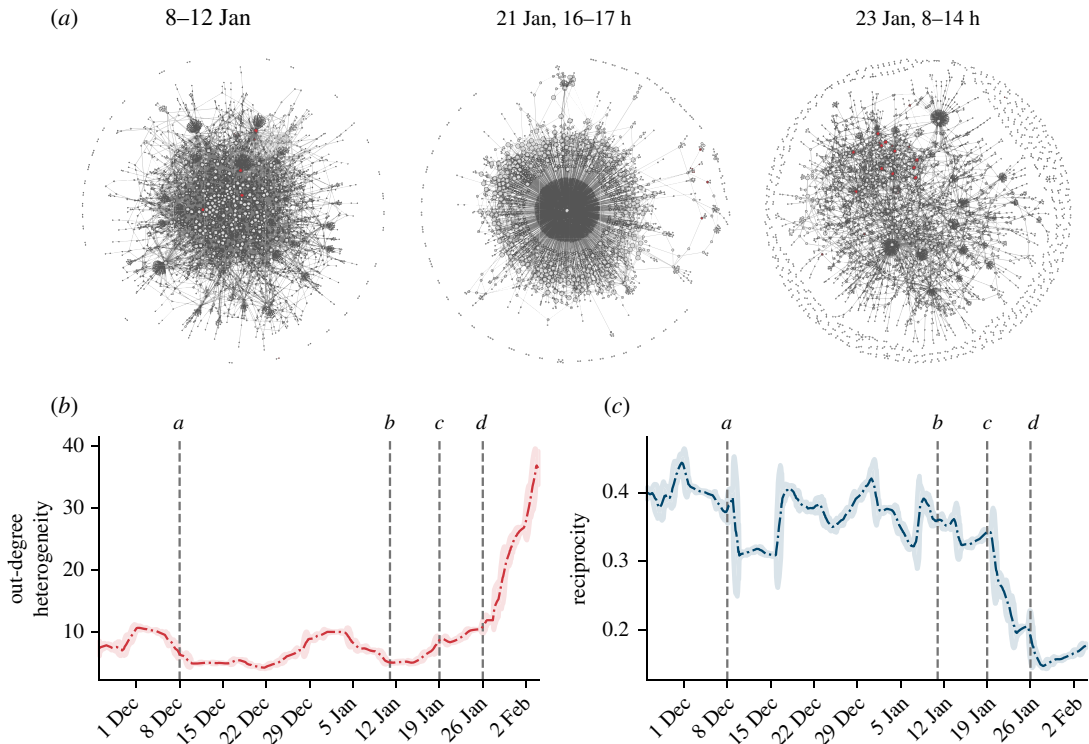 (a)
8–12 Jan
21 Jan, 16–17 h
23 Jan, 8–14 h
(b)
a
b
c
d
40
30
20
10
out-degree
heterogeneity
1 Dec
8 Dec
15 Dec
22 Dec
29 Dec
5 Jan
12 Jan
19 Jan
26 Jan
2 Feb
(c)
a
b
c
d
0.4
0.3
0.2
reciprocity
1 Dec
8 Dec
15 Dec
22 Dec
29 Dec
5 Jan
12 Jan
19 Jan
26 Jan
2 Feb